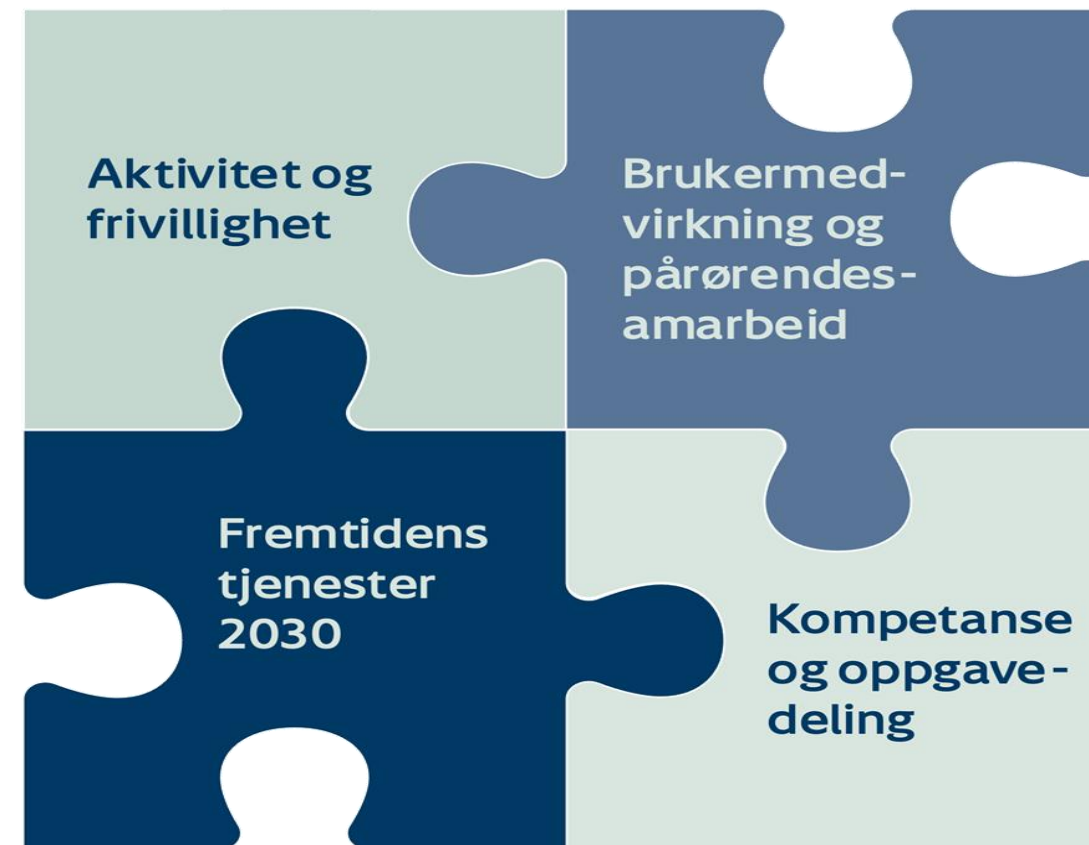 Aktivitet og
frivillighet
Brukermed-
virkning og
pårørendes-
amarbeid
Fremtidens
tjenester
2030
Kompetanse
og oppgave-
deling